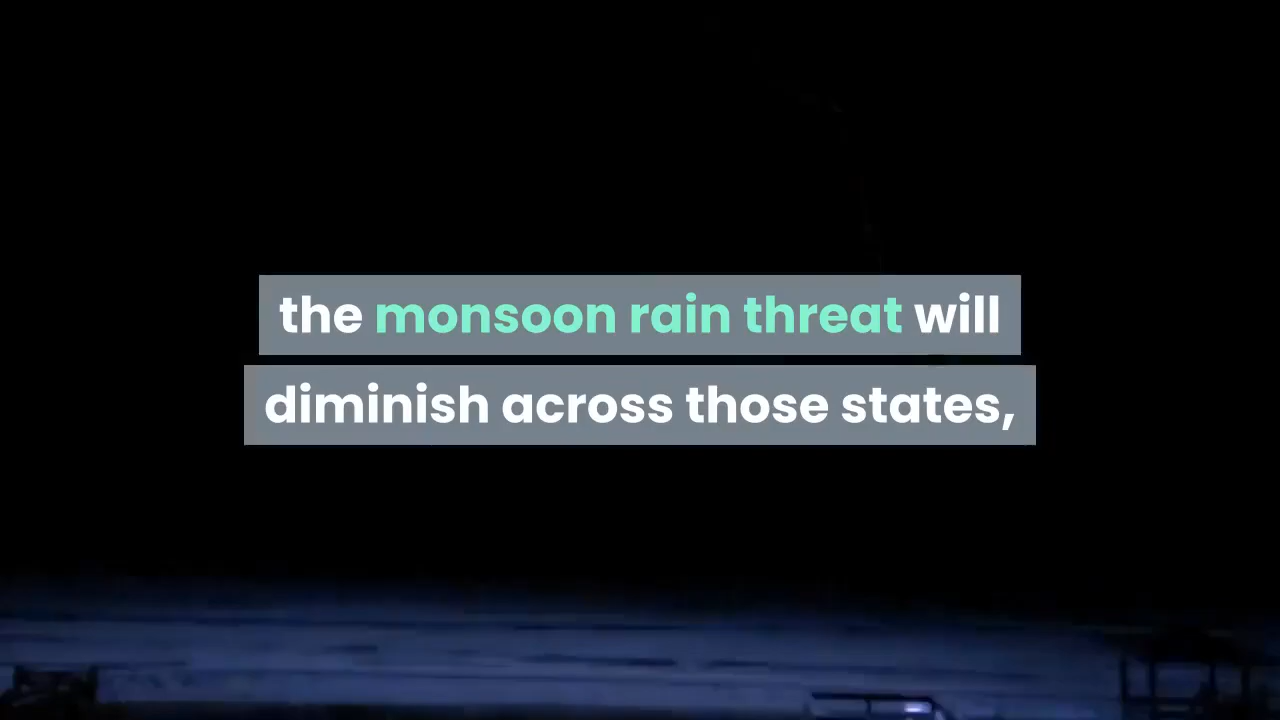 the monsoon rain threat will
diminish across those states,